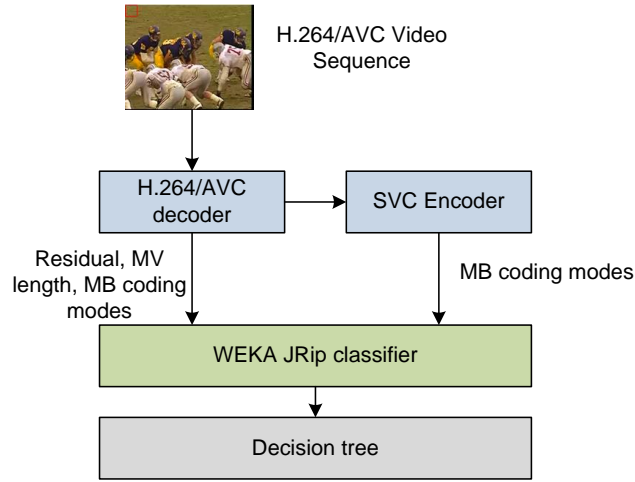 H.264/AVC Video
Sequence
H.264/AVC
decoder
SVC Encoder
Residual, MV
length, MB coding
modes
MB coding modes
WEKA JRip classifier
Decision tree